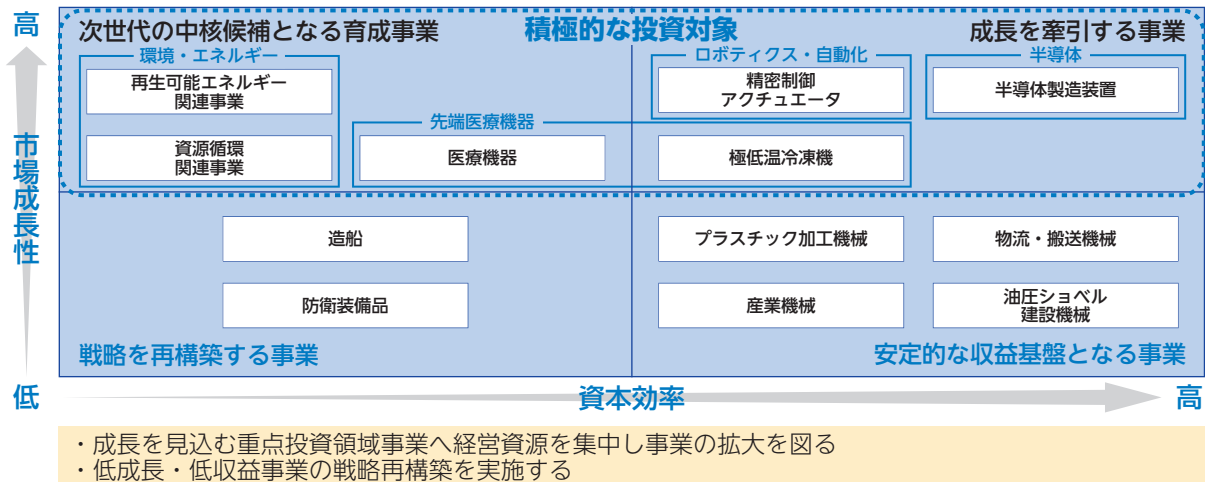 高
市場成長性
低
次世代の中核候補となる育成事業
積極的な投資対象
成長を牽引する事業
環境・エネルギー
再生可能エネルギー
関連事業
資源循環
関連事業
先端医療機器
医療機器
ロボティクス・自動化
精密制御
アクチュエータ
極低温冷凍機
半導体
半導体製造装置
造船
防衛装備品
戦略を再構築する事業
プラスチック加工機械
物流・搬送機械
産業機械
油圧ショベル
建設機械
安定的な収益基盤となる事業
資本効率
高
・成長を見込む重点投資領域事業へ経営資源を集中し事業の拡大を図る
・低成長・低収益事業の戦略再構築を実施する